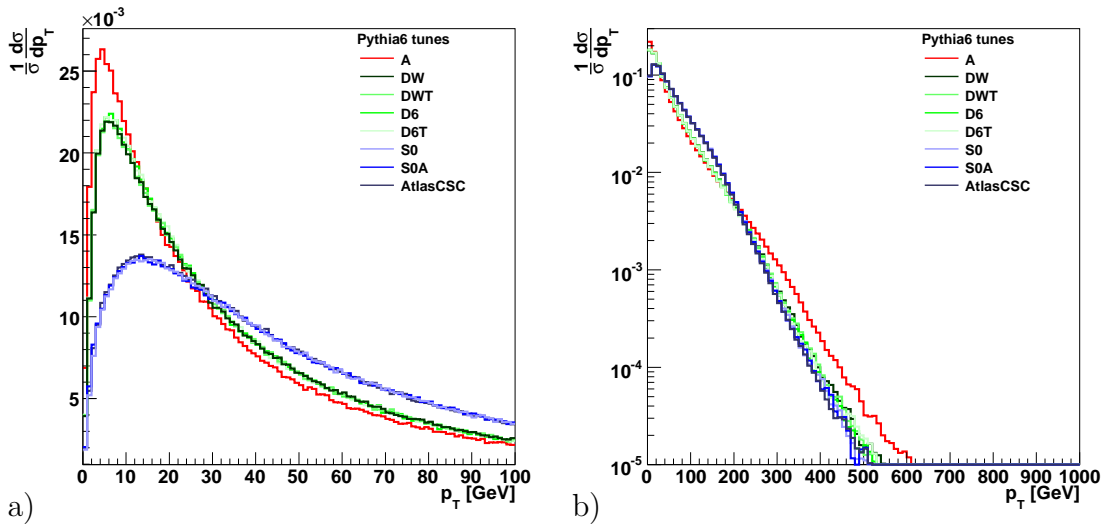 ×10⁻³
1/σ dσ/dp_T
25
20
15
10
5
0 10 20 30 40 50 60 70 80 90 100
p_T [GeV]
Pythia6 tunes
A
DW
DWT
D6
D6T
S0
S0A
AtlasCSC
a)
1/σ dσ/dp_T
10⁻¹
10⁻²
10⁻³
10⁻⁴
10⁻⁵
0 100 200 300 400 500 600 700 800 900 1000
p_T [GeV]
Pythia6 tunes
A
DW
DWT
D6
D6T
S0
S0A
AtlasCSC
b)